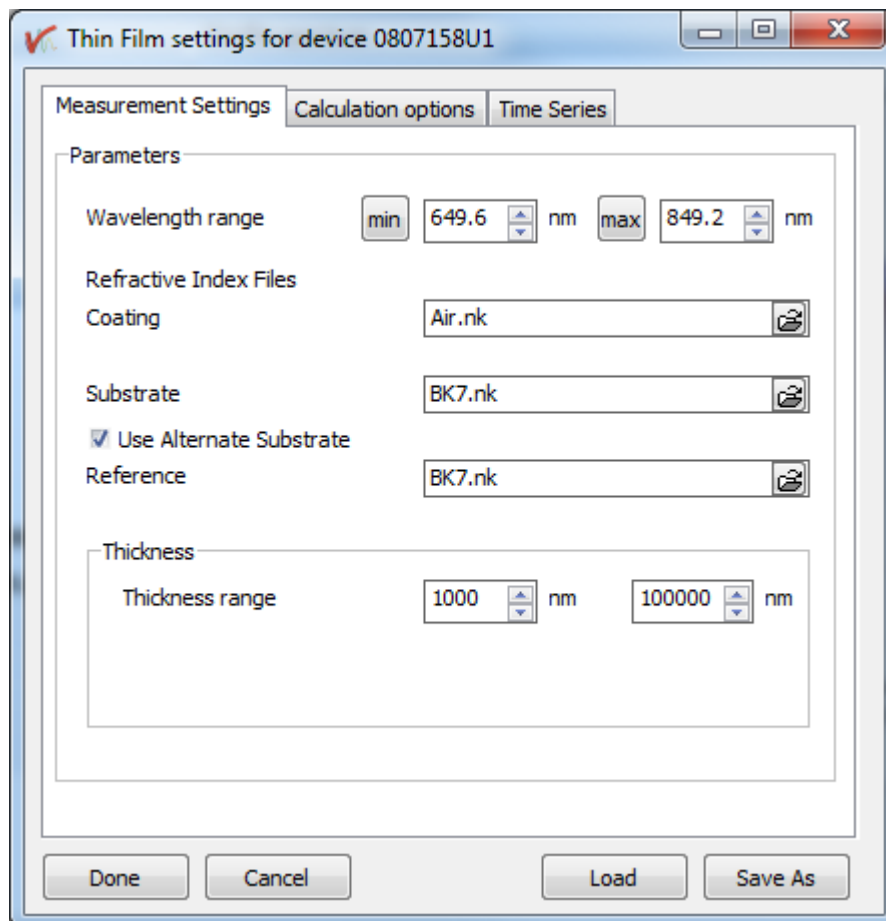 Thin Film settings for device 0807158U1
Measurement Settings Calculation options Time Series
Parameters
Wavelength range min 649.6 nm max 849.2 nm
Refractive Index Files
Coating Air.nk
Substrate BK7.nk
Use Alternate Substrate
Reference BK7.nk
Thickness
Thickness range 1000 nm 100000 nm
Done Cancel Load Save As